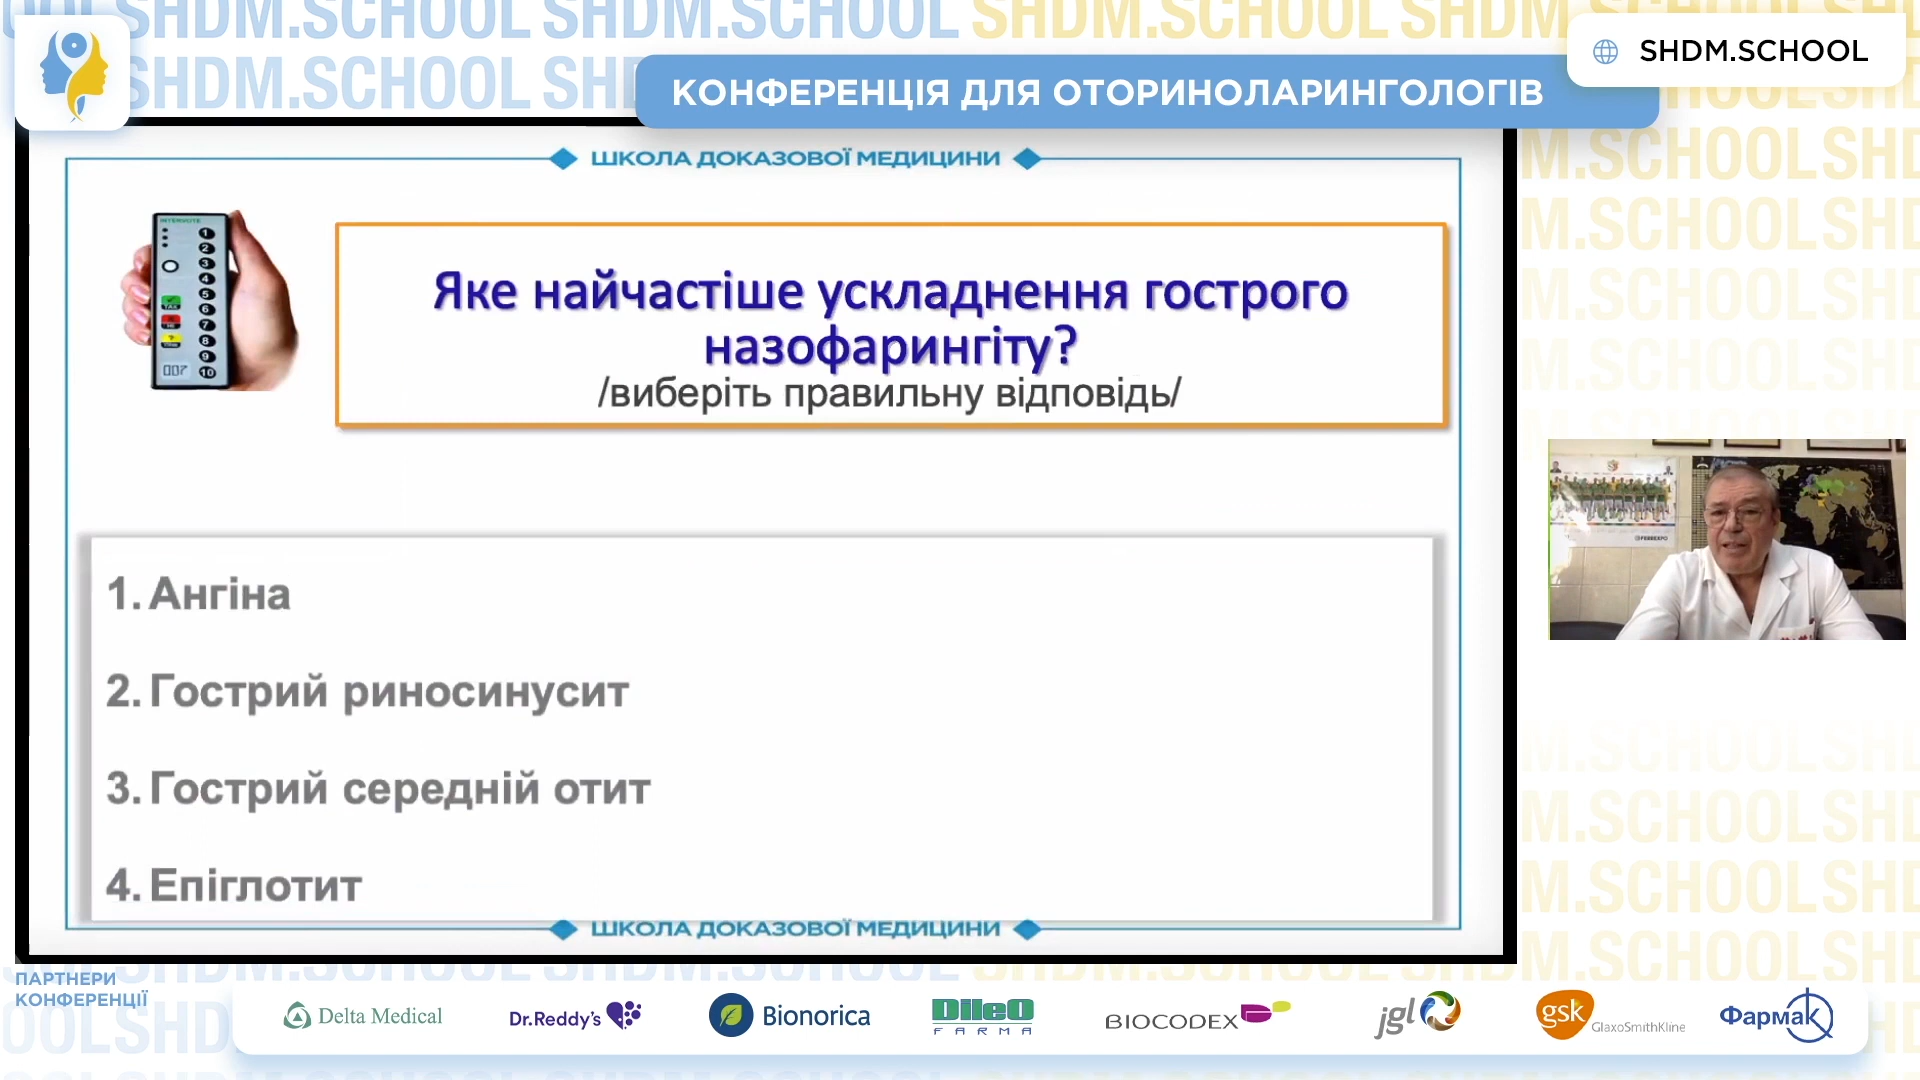 SHDM.SCHOOL SHDM.SCHOOL SHDM.SCHOOL
SHDM.SCHOOL
КОНФЕРЕНЦІЯ ДЛЯ ОТОРИНОЛАРИНГОЛОГІВ
ШКОЛА ДОКАЗОВОЇ МЕДИЦИНИ
Яке найчастіше ускладнення гострого
назофарингіту?
/виберіть правильну відповідь/
1. Ангіна
2. Гострий риносинусит
3. Гострий середній отит
4. Епіглотит
ШКОЛА ДОКАЗОВОЇ МЕДИЦИНИ
ПАРТНЕРИ
КОНФЕРЕНЦІЇ
Delta Medical
Dr.Reddy's
Bionorica
DileO
FARMA
BIOCODEX
jgl
gsk
GlaxoSmithKline
Фармак